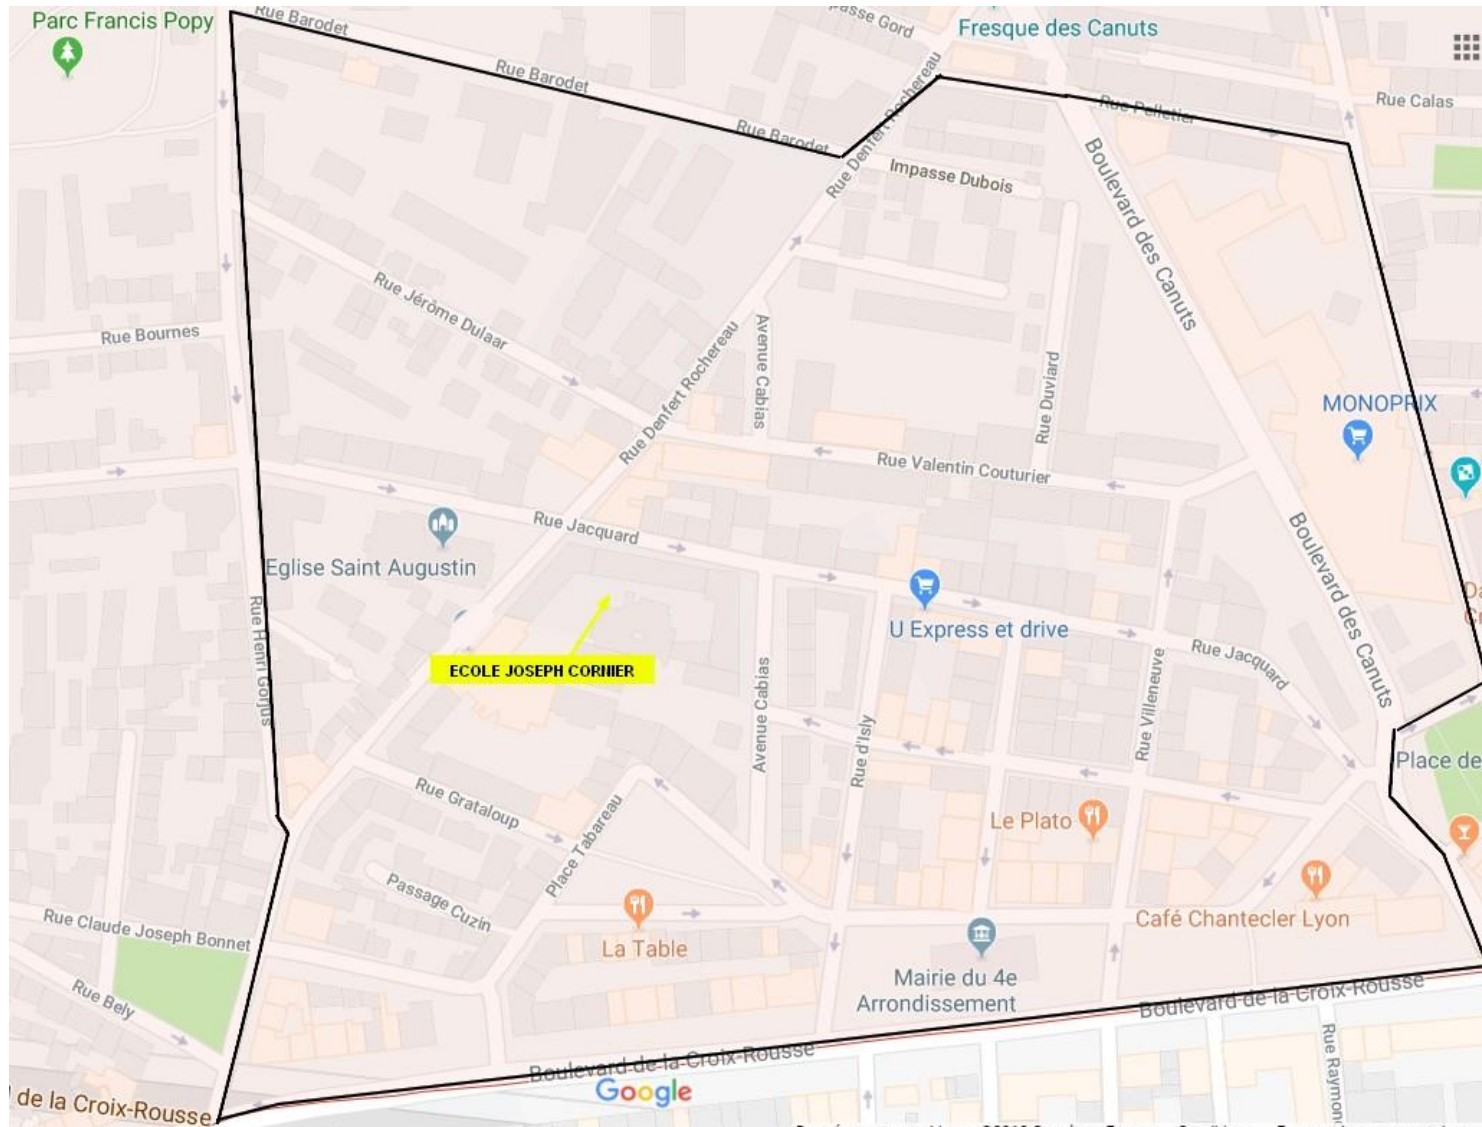 Parc Francis Popy
Rue Barodet
Rue Barodet
Rue Barodet
Fresque des Canuts
Rue Denfert Rochereau
Rue Pelletier
Rue Calas
Impasse Dubois
Boulevard des Canuts
Rue Jérôme Dulaar
Rue Bournes
Avenue Cabias
Rue Duviard
MONOPRIX
Rue Denfert Rochereau
Rue Valentin Couturier
Rue Jacquard
Eglise Saint Augustin
Boulevard des Canuts
U Express et drive
Rue Henri Gorjus
ECOLE JOSEPH CORNIER
Rue Jacquard
Avenue Cabias
Rue d'Isly
Rue Villeneuve
Place de
Rue Grataloup
Place Tabareau
Le Plato
Passage Cuzin
Rue Claude Joseph Bonnet
La Table
Café Chantecler Lyon
Mairie du 4e
Arrondissement
Rue Bely
Boulevard de la Croix-Rousse
Boulevard de la Croix-Rousse
Rue Raymond
Google
de la Croix-Rousse